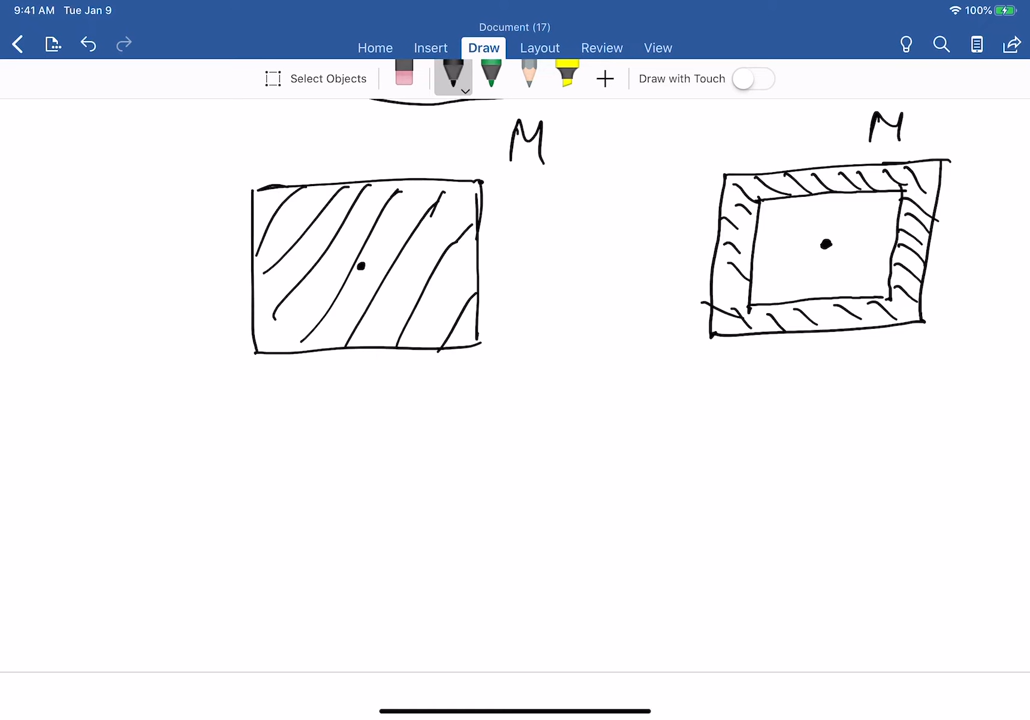 9:41 AM Tue Jan 9
100%
Document (17)
Home Insert Draw Layout Review View
Select Objects
Draw with Touch
M
M